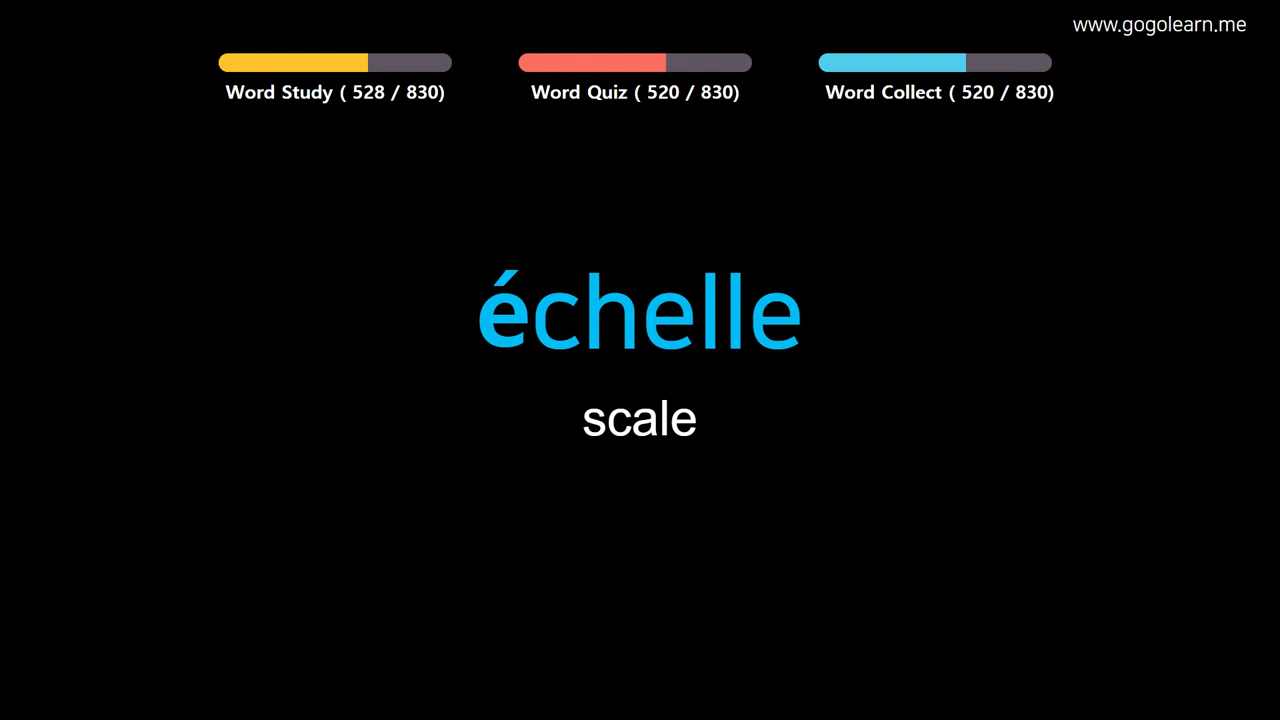 www.gogolearn.me
Word Study ( 528 / 830)
Word Quiz ( 520 / 830)
Word Collect ( 520 / 830)
échelle
scale